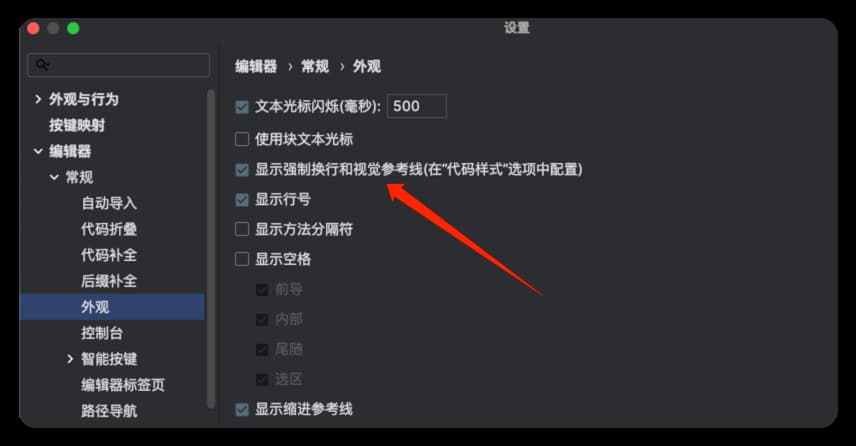 设置
编辑器 › 常规 › 外观
外观与行为
按键映射
编辑器
常规
自动导入
代码折叠
代码补全
后缀补全
外观
控制台
智能按键
编辑器标签页
路径导航
文本光标闪烁(毫秒): 500
使用块文本光标
显示强制换行和视觉参考线(在"代码样式"选项中配置)
显示行号
显示方法分隔符
显示空格
前导
内部
尾随
选区
显示缩进参考线